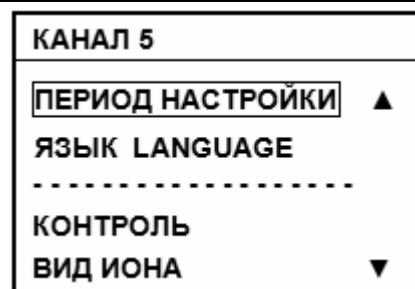 КАНАЛ 5
ПЕРИОД НАСТРОЙКИ ▲
ЯЗЫК LANGUAGE
- - - - - - - - - - - - - - - - - - -
КОНТРОЛЬ
ВИД ИОНА ▼